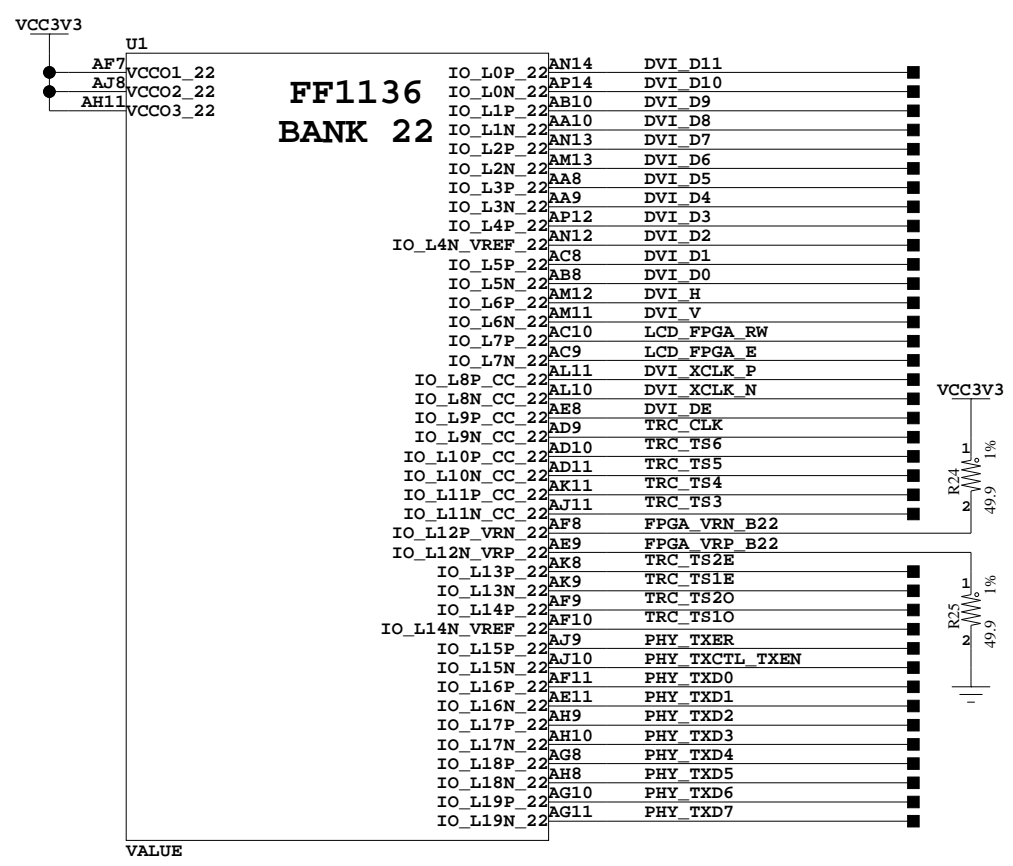 VCC3V3
U1
AF7 VCCO1_22
AJ8 VCCO2_22
AH11 VCCO3_22
FF1136
BANK 22
IO_L0P_22 AN14 DVI_D11
IO_L0N_22 AP14 DVI_D10
IO_L1P_22 AB10 DVI_D9
IO_L1N_22 AA10 DVI_D8
IO_L2P_22 AN13 DVI_D7
IO_L2N_22 AM13 DVI_D6
IO_L3P_22 AA8 DVI_D5
IO_L3N_22 AA9 DVI_D4
IO_L4P_22 AP12 DVI_D3
IO_L4N_VREF_22 AN12 DVI_D2
IO_L5P_22 AC8 DVI_D1
IO_L5N_22 AB8 DVI_D0
IO_L6P_22 AM12 DVI_H
IO_L6N_22 AM11 DVI_V
IO_L7P_22 AC10 LCD_FPGA_RW
IO_L7N_22 AC9 LCD_FPGA_E
IO_L8P_CC_22 AL11 DVI_XCLK_P
IO_L8N_CC_22 AL10 DVI_XCLK_N
IO_L9P_CC_22 AE8 DVI_DE
IO_L9N_CC_22 AD9 TRC_CLK
IO_L10P_CC_22 AD10 TRC_TS6
IO_L10N_CC_22 AD11 TRC_TS5
IO_L11P_CC_22 AK11 TRC_TS4
IO_L11N_CC_22 AJ11 TRC_TS3
IO_L12P_VRN_22 AF8 FPGA_VRN_B22
IO_L12N_VRP_22 AE9 FPGA_VRP_B22
IO_L13P_22 AK8 TRC_TS2E
IO_L13N_22 AK9 TRC_TS1E
IO_L14P_22 AF9 TRC_TS2O
IO_L14N_VREF_22 AF10 TRC_TS1O
IO_L15P_22 AJ9 PHY_TXER
IO_L15N_22 AJ10 PHY_TXCTL_TXEN
IO_L16P_22 AF11 PHY_TXD0
IO_L16N_22 AE11 PHY_TXD1
IO_L17P_22 AH9 PHY_TXD2
IO_L17N_22 AH10 PHY_TXD3
IO_L18P_22 AG8 PHY_TXD4
IO_L18N_22 AH8 PHY_TXD5
IO_L19P_22 AG10 PHY_TXD6
IO_L19N_22 AG11 PHY_TXD7
VALUE
VCC3V3
1 1%
R24
2 49.9
1 1%
R25
2 49.9